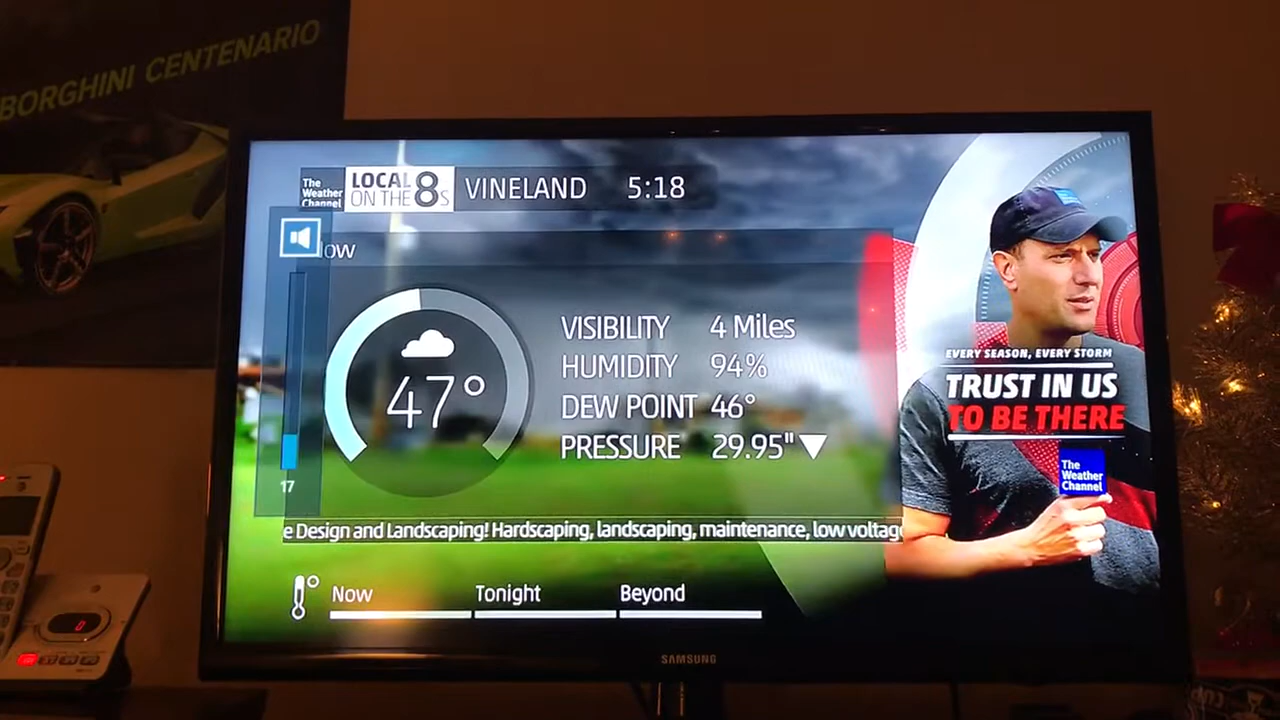 BORGHINI CENTENARIO
The Weather Channel
LOCAL ON THE 8s
VINELAND 5:18
low
47°
VISIBILITY 4 Miles
HUMIDITY 94%
DEW POINT 46°
PRESSURE 29.95"
17
e Design and Landscaping! Hardscaping, landscaping, maintenance, low voltag
Now Tonight Beyond
EVERY SEASON, EVERY STORM
TRUST IN US
TO BE THERE
The
Weather
Channel
SAMSUNG
0